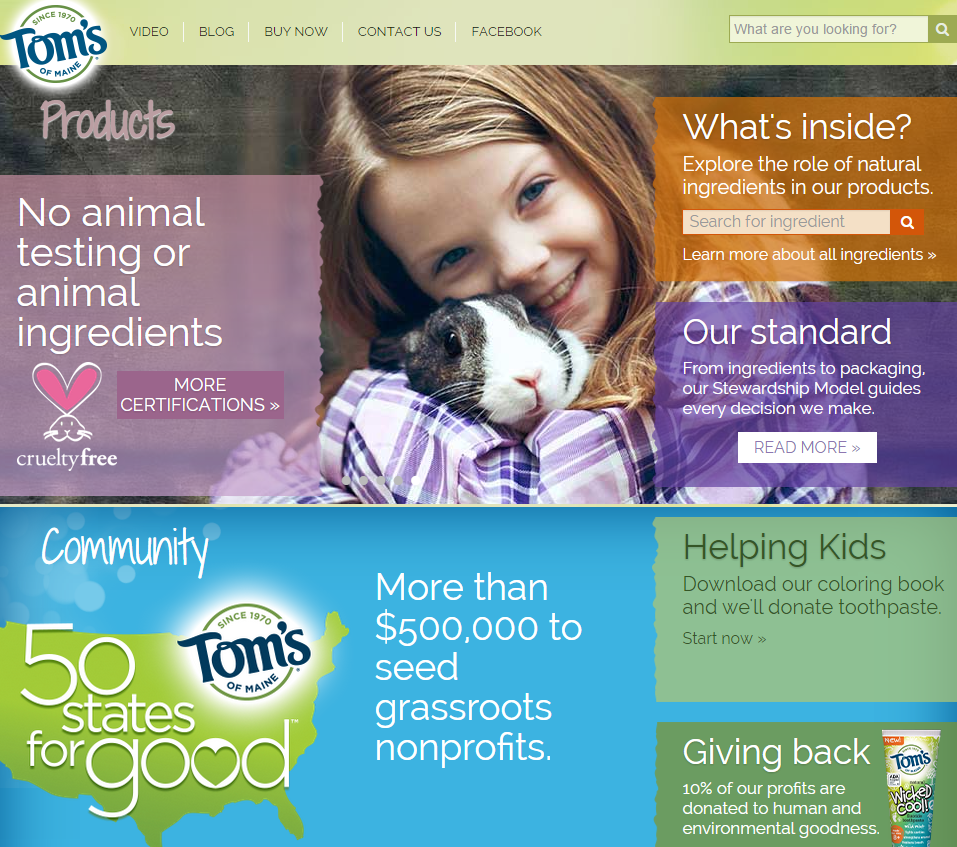 SINCE 1970
Tom's
OF MAINE
VIDEO
BLOG
BUY NOW
CONTACT US
FACEBOOK
What are you looking for?
Products
No animal
testing or
animal
ingredients
MORE
CERTIFICATIONS »
crueltyfree
What's inside?
Explore the role of natural
ingredients in our products.
Search for ingredient
Learn more about all ingredients »
Our standard
From ingredients to packaging,
our Stewardship Model guides
every decision we make.
READ MORE »
Community
SINCE 1970
Tom's
OF MAINE
50
states
for good™
More than
$500,000 to
seed
grassroots
nonprofits.
Helping Kids
Download our coloring book
and we'll donate toothpaste.
Start now »
Giving back
10% of our profits are
donated to human and
environmental goodness.
NEW!
Tom's
ADA
Wicked
Cool!